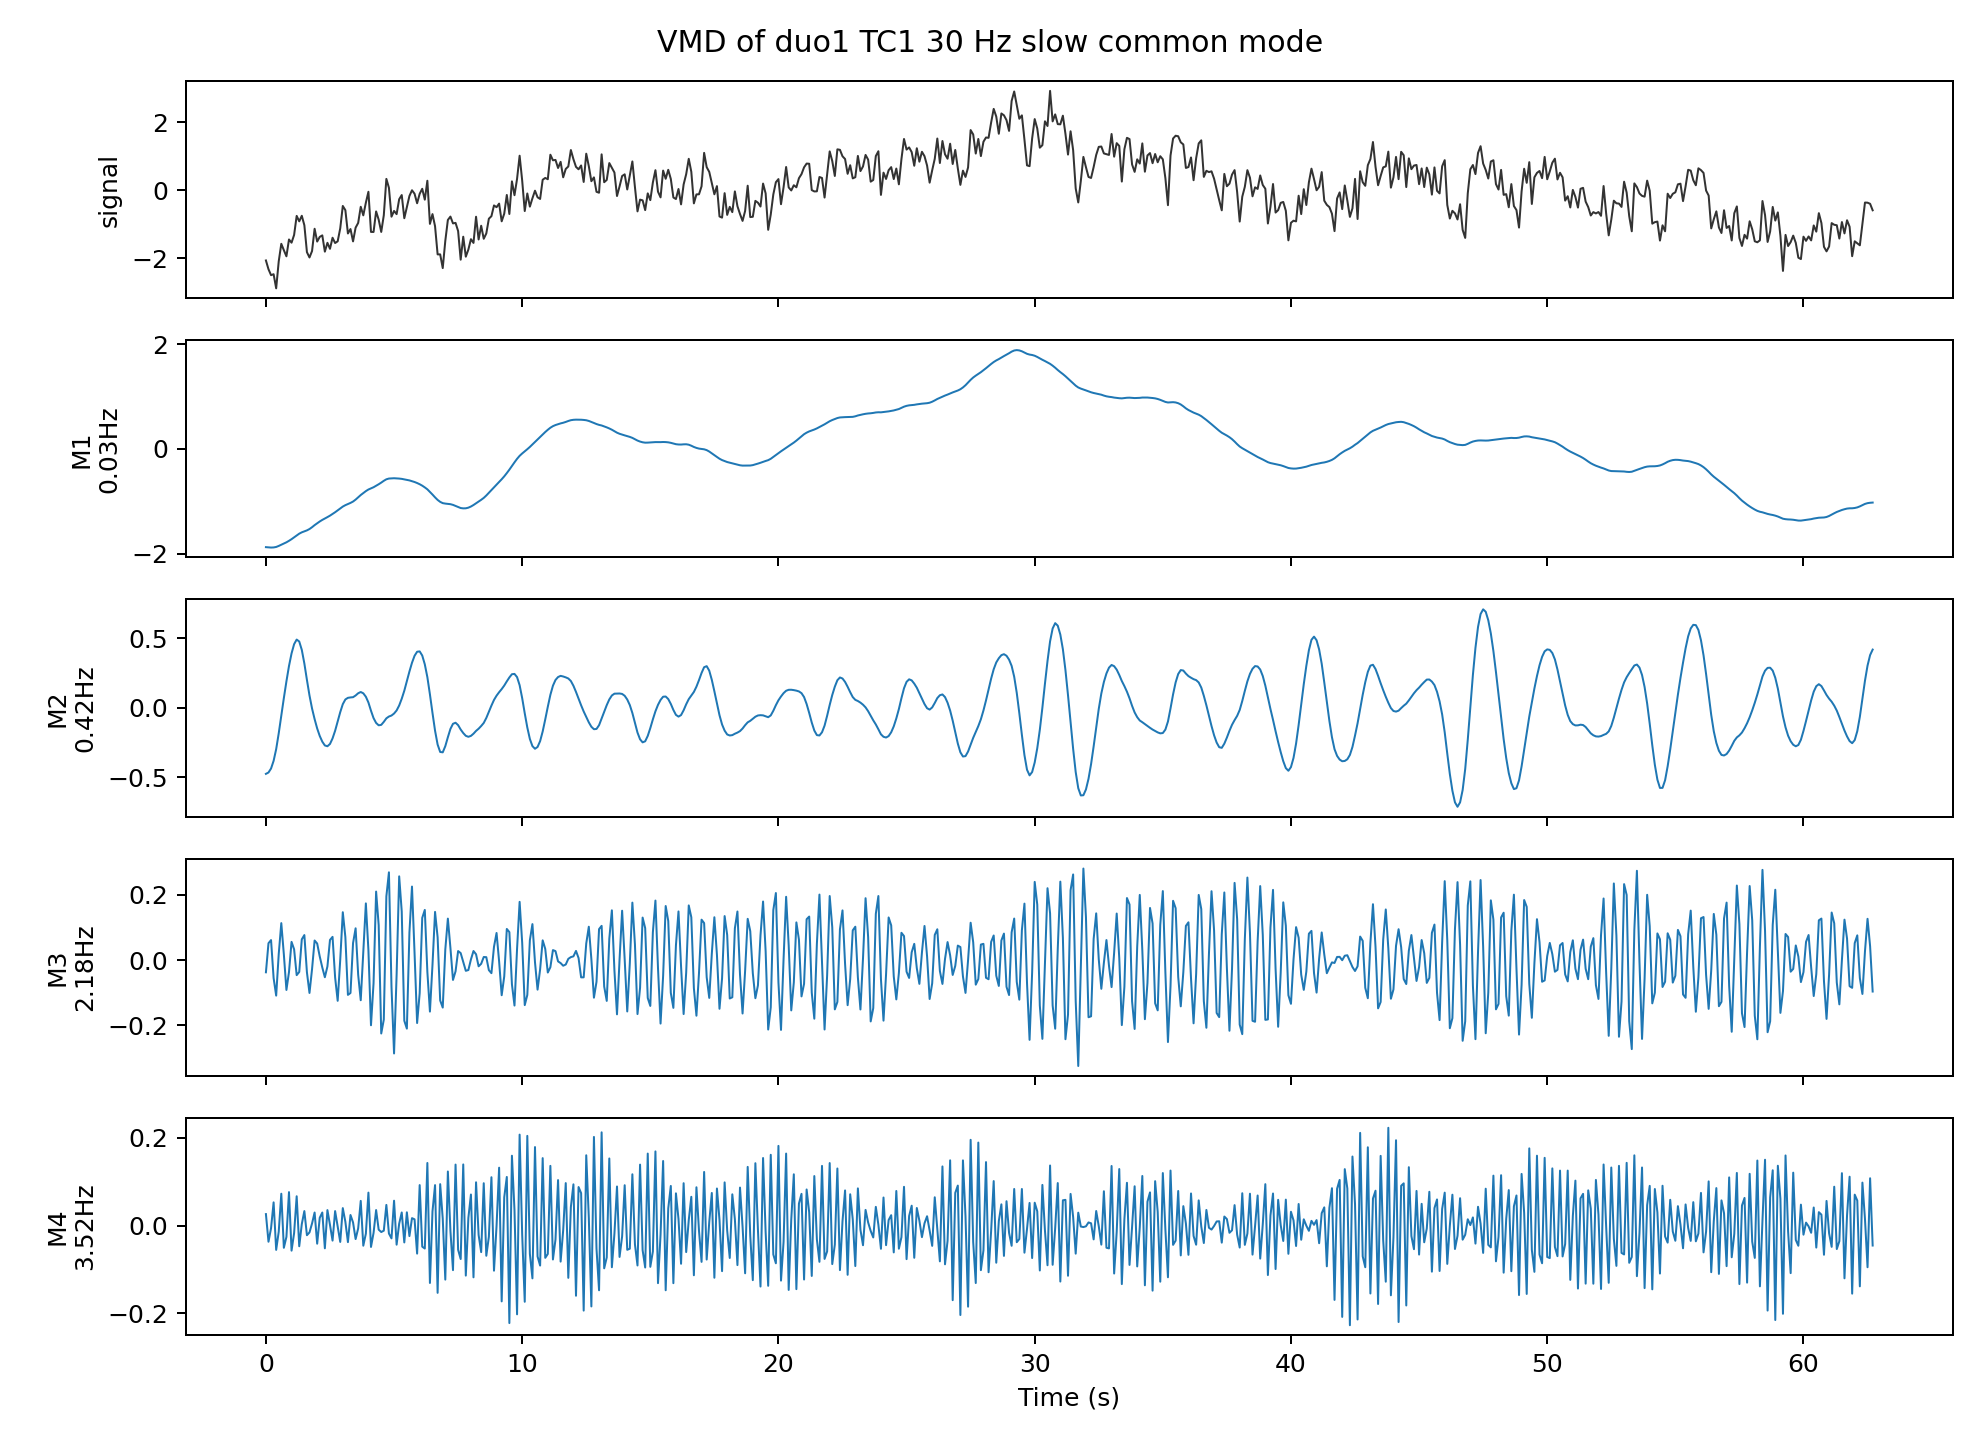 VMD of duo1 TC1 30 Hz slow common mode
2
0
−2
signal
2
0
−2
M1
0.03Hz
0.5
0.0
−0.5
M2
0.42Hz
0.2
0.0
−0.2
M3
2.18Hz
0.2
0.0
−0.2
M4
3.52Hz
0 10 20 30 40 50 60
Time (s)